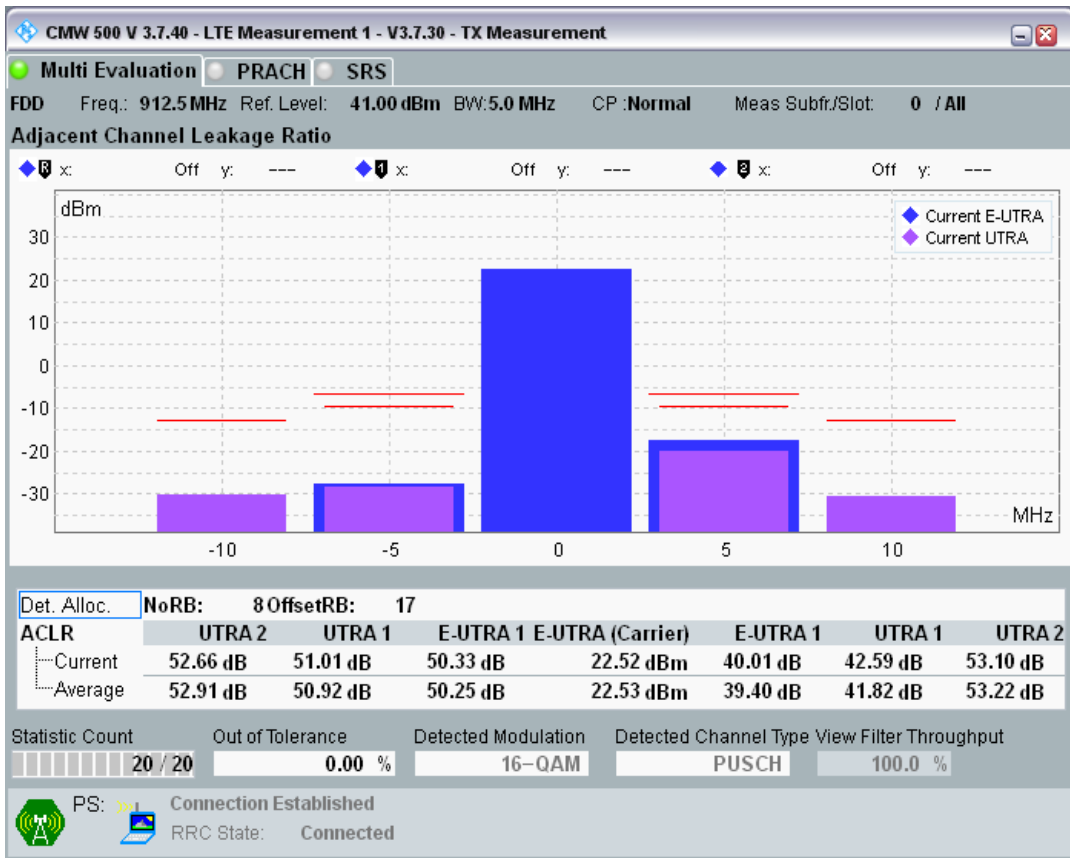 CMW 500 V 3.7.40 - LTE Measurement 1 - V3.7.30 - TX Measurement
Multi Evaluation PRACH SRS
FDD Freq.: 912.5 MHz Ref. Level: 41.00 dBm BW:5.0 MHz CP :Normal Meas Subfr./Slot: 0 / All
Adjacent Channel Leakage Ratio
R x: Off y: --- 1 x: Off y: --- 2 x: Off y: ---
dBm
Current E-UTRA
Current UTRA
30
20
10
0
-10
-20
-30
MHz
-10 -5 0 5 10
Det. Alloc. NoRB: 8 OffsetRB: 17
ACLR UTRA 2 UTRA 1 E-UTRA 1 E-UTRA (Carrier) E-UTRA 1 UTRA 1 UTRA 2
Current 52.66 dB 51.01 dB 50.33 dB 22.52 dBm 40.01 dB 42.59 dB 53.10 dB
Average 52.91 dB 50.92 dB 50.25 dB 22.53 dBm 39.40 dB 41.82 dB 53.22 dB
Statistic Count Out of Tolerance Detected Modulation Detected Channel Type View Filter Throughput
20 / 20 0.00 % 16-QAM PUSCH 100.0 %
PS: Connection Established
RRC State: Connected